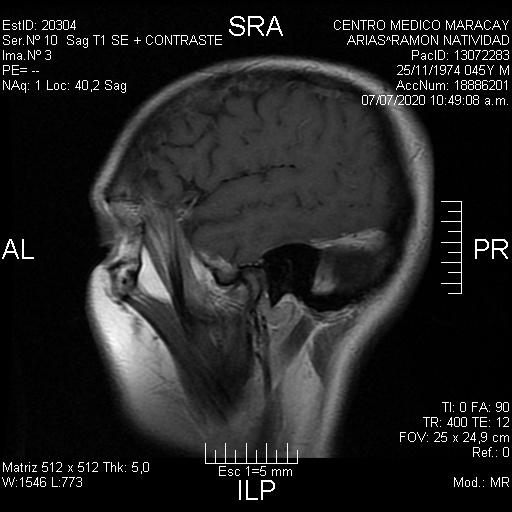 EstID: 20304
Ser.Nº 10 Sag T1 SE + CONTRASTE
Ima.Nº 3
PE= --
NAq: 1 Loc: 40,2 Sag
SRA
CENTRO MEDICO MARACAY
ARIAS^RAMON NATIVIDAD
PacID: 13072283
25/11/1974 045Y M
AccNum: 18886201
07/07/2020 10:49:08 a.m.
AL
PR
TI: 0 FA: 90
TR: 400 TE: 12
FOV: 25 x 24,9 cm
Ref.: 0
Matriz 512 x 512 Thk: 5,0
W:1546 L:773
Esc 1=5 mm
ILP
Mod.: MR